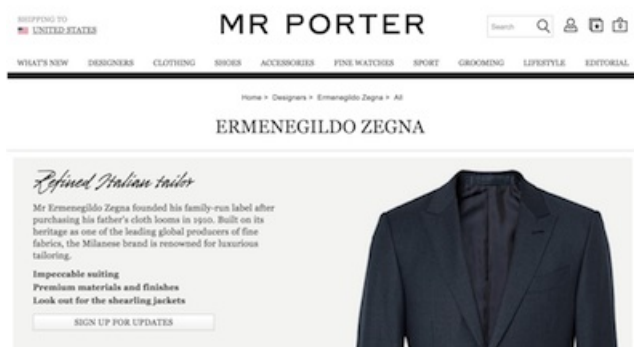 SHIPPING TO
UNITED STATES
MR PORTER
Search
WHAT'S NEW DESIGNERS CLOTHING SHOES ACCESSORIES FINE WATCHES SPORT GROOMING LIFESTYLE EDITORIAL
Home > Designers > Ermenegildo Zegna > All
ERMENEGILDO ZEGNA
Refined Italian tailor
Mr Ermenegildo Zegna founded his family-run label after
purchasing his father's cloth looms in 1910. Built on its
heritage as one of the leading global producers of fine
fabrics, the Milanese brand is renowned for luxurious
tailoring.
Impeccable suiting
Premium materials and finishes
Look out for the shearling jackets
SIGN UP FOR UPDATES